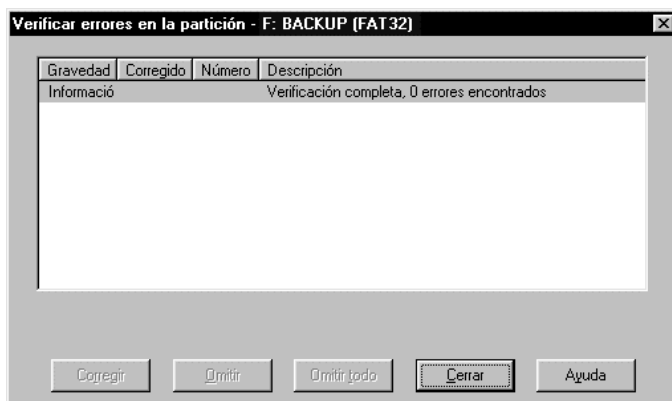 Verificar errores en la partición - F: BACKUP (FAT32)
Gravedad Corregido Número Descripción
Informació Verificación completa, 0 errores encontrados
Corregir Omitir Omitir todo Cerrar Ayuda